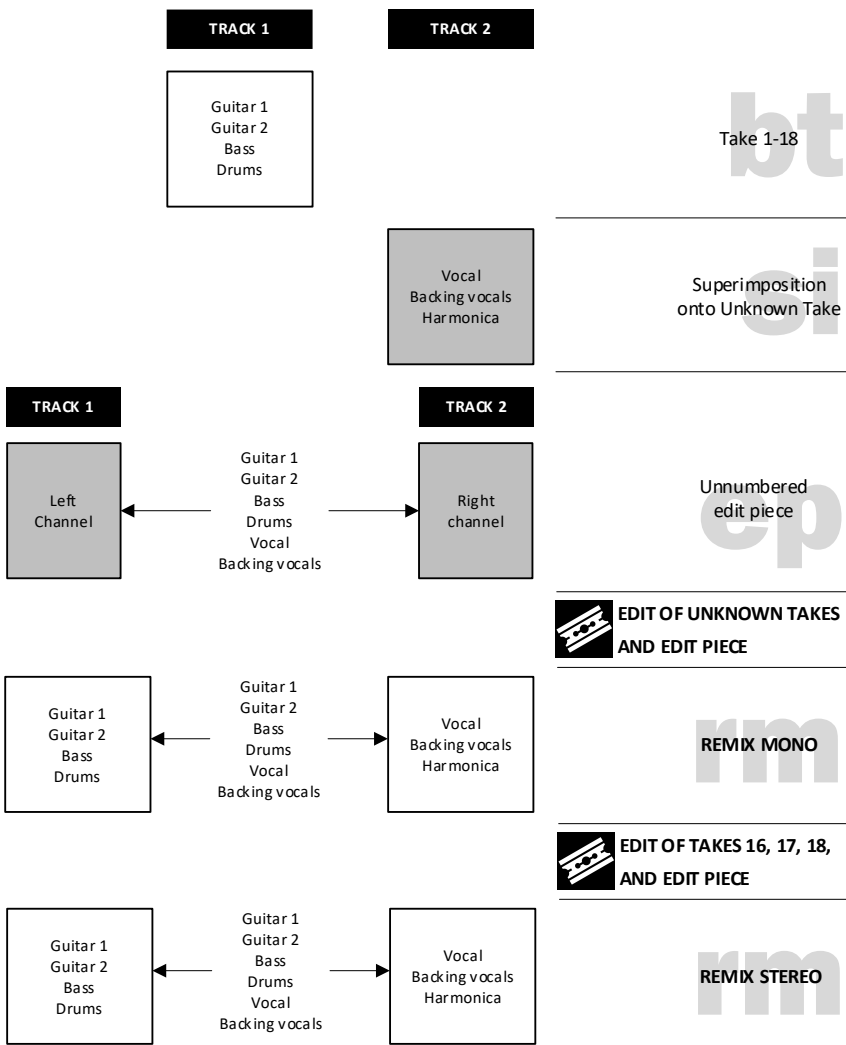 TRACK 1
TRACK 2
Guitar 1
Guitar 2
Bass
Drums
bt
Take 1-18
Vocal
Backing vocals
Harmonica
si
Superimposition
onto Unknown Take
TRACK 1
TRACK 2
Left
Channel
Guitar 1
Guitar 2
Bass
Drums
Vocal
Backing vocals
Right
channel
ep
Unnumbered
edit piece
EDIT OF UNKNOWN TAKES
AND EDIT PIECE
Guitar 1
Guitar 2
Bass
Drums
Guitar 1
Guitar 2
Bass
Drums
Vocal
Backing vocals
Vocal
Backing vocals
Harmonica
rm
REMIX MONO
EDIT OF TAKES 16, 17, 18,
AND EDIT PIECE
Guitar 1
Guitar 2
Bass
Drums
Guitar 1
Guitar 2
Bass
Drums
Vocal
Backing vocals
Vocal
Backing vocals
Harmonica
rm
REMIX STEREO